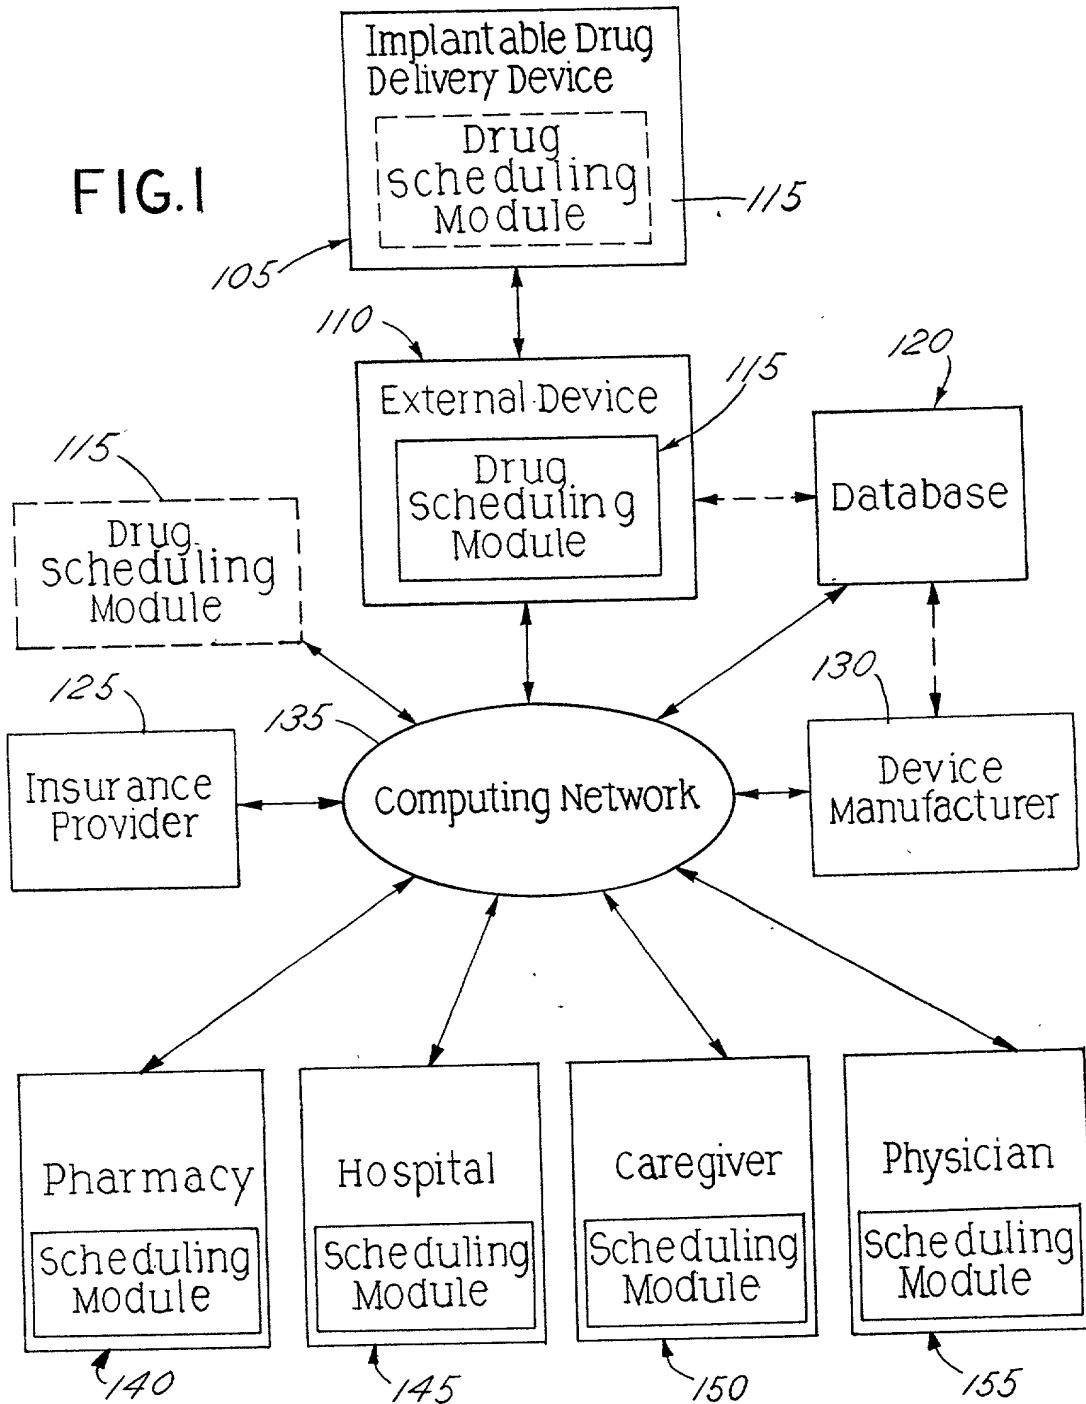 Implantable Drug
Delivery Device
Drug
Scheduling
Module
FIG.1
115
105
110
External Device
115
120
Drug
Scheduling
Module
Database
115
Drug
Scheduling
Module
125
135
130
Insurance
Provider
Computing Network
Device
Manufacturer
Pharmacy
Scheduling
Module
Hospital
Scheduling
Module
Caregiver
Scheduling
Module
Physician
Scheduling
Module
140
145
150
155